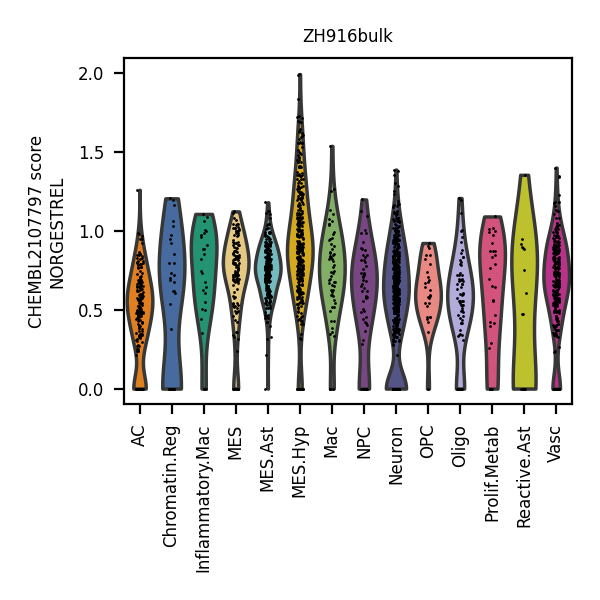 ZH916bulk
CHEMBL2107797 score
NORGESTREL
2.0
1.5
1.0
0.5
0.0
AC
Chromatin.Reg
Inflammatory.Mac
MES
MES.Ast
MES.Hyp
Mac
NPC
Neuron
OPC
Oligo
Prolif.Metab
Reactive.Ast
Vasc